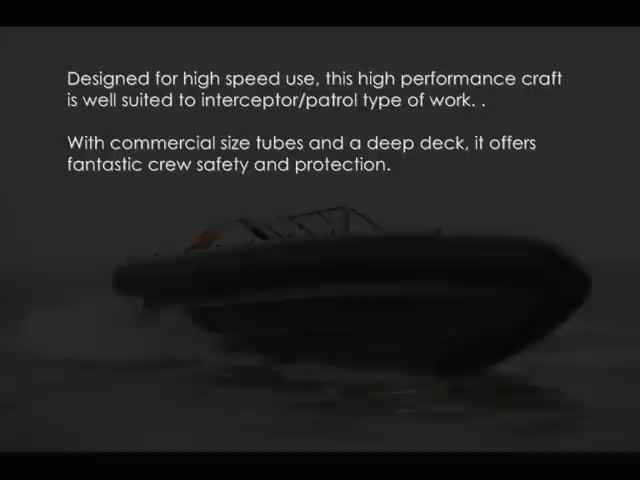 Designed for high speed use, this high performance craft
is well suited to interceptor/patrol type of work. .
With commercial size tubes and a deep deck, it offers
fantastic crew safety and protection.